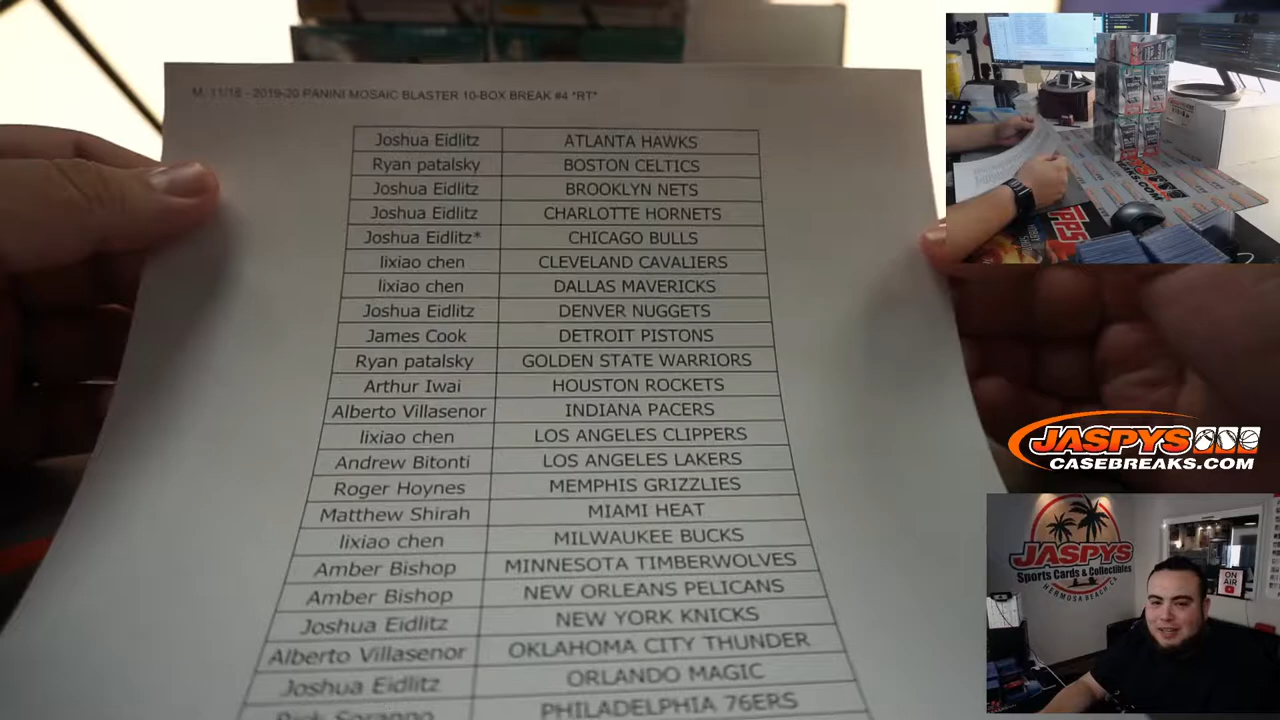 M. 11/18 - 2019-20 PANINI MOSAIC BLASTER 10-BOX BREAK #4 *RT*
Joshua Eidlitz ATLANTA HAWKS
Ryan patalsky BOSTON CELTICS
Joshua Eidlitz BROOKLYN NETS
Joshua Eidlitz CHARLOTTE HORNETS
Joshua Eidlitz* CHICAGO BULLS
lixiao chen CLEVELAND CAVALIERS
lixiao chen DALLAS MAVERICKS
Joshua Eidlitz DENVER NUGGETS
James Cook DETROIT PISTONS
Ryan patalsky GOLDEN STATE WARRIORS
Arthur Iwai HOUSTON ROCKETS
Alberto Villasenor INDIANA PACERS
lixiao chen LOS ANGELES CLIPPERS
Andrew Bitonti LOS ANGELES LAKERS
Roger Hoynes MEMPHIS GRIZZLIES
Matthew Shirah MIAMI HEAT
lixiao chen MILWAUKEE BUCKS
Amber Bishop MINNESOTA TIMBERWOLVES
Amber Bishop NEW ORLEANS PELICANS
Joshua Eidlitz NEW YORK KNICKS
Alberto Villasenor OKLAHOMA CITY THUNDER
Joshua Eidlitz ORLANDO MAGIC
PHILADELPHIA 76ERS
JASPYS
CASEBREAKS.COM
JASPYS
Sports Cards & Collectibles
HERMOSA BEACH, CA
ON
AIR